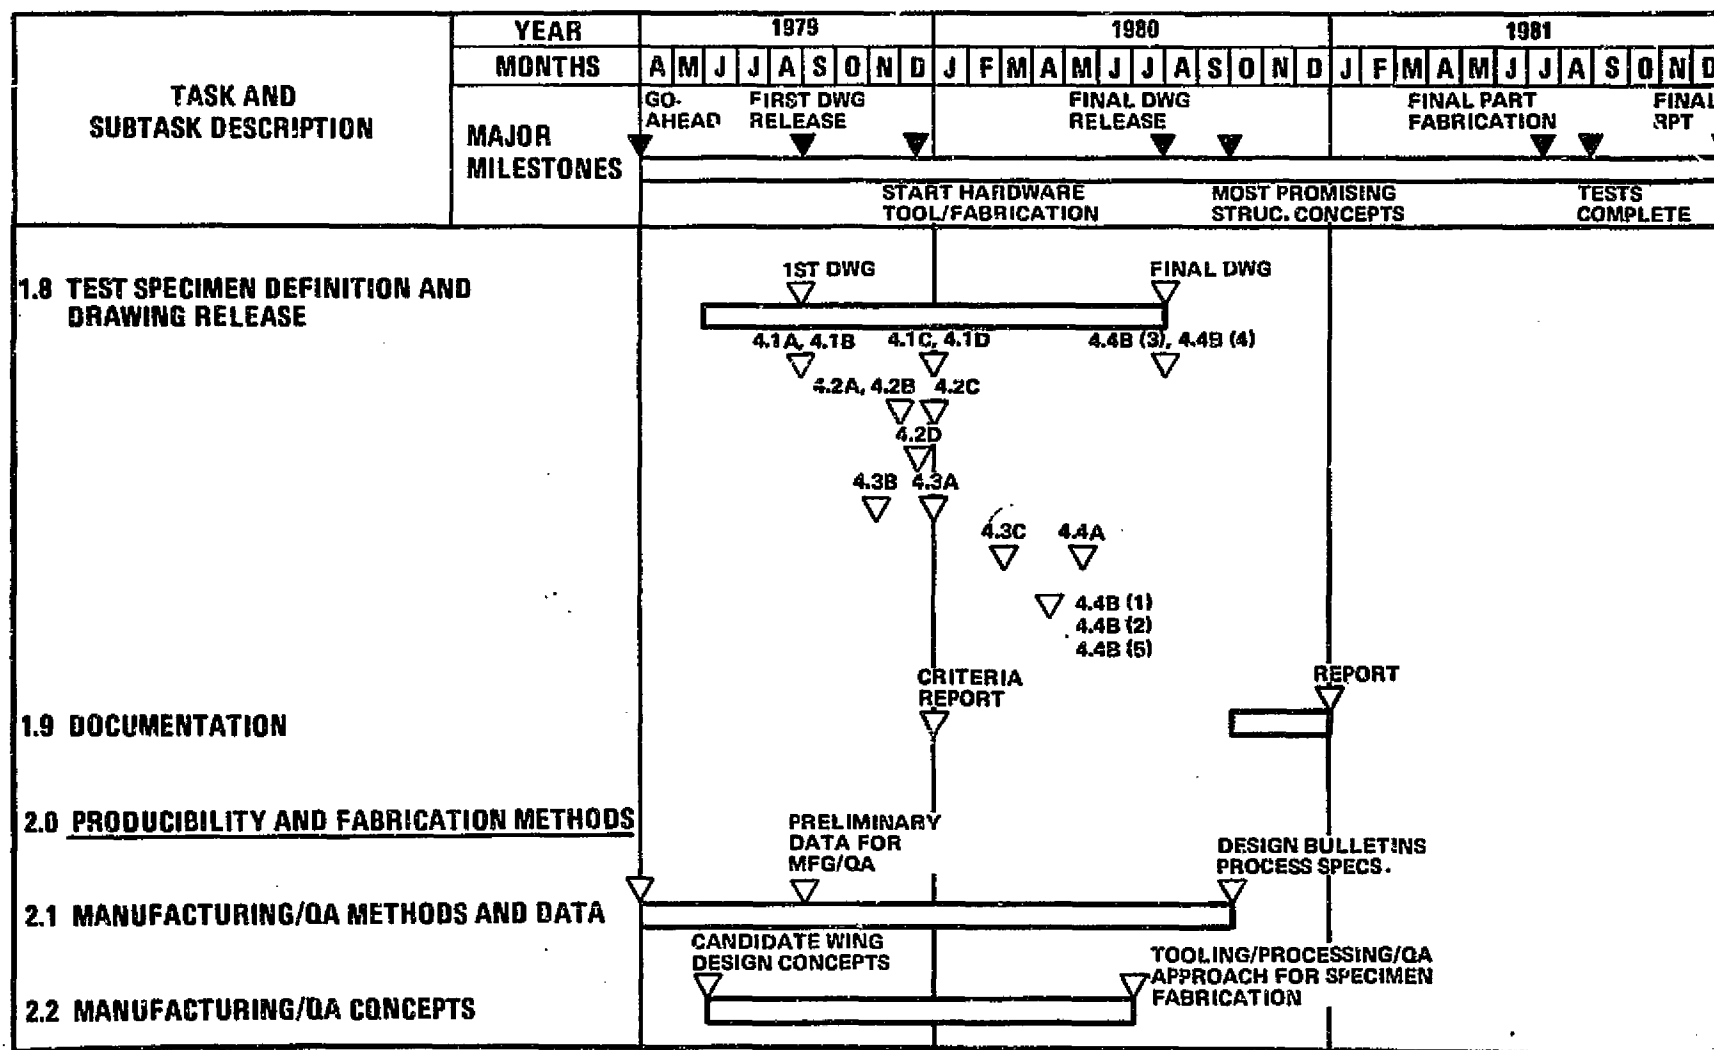 YEAR 1979 1980 1981
MONTHS A M J J A S O N D J F M A M J J A S O N D J F M A M J J A S O N D
TASK AND
SUBTASK DESCRIPTION
MAJOR
MILESTONES
GO-
AHEAD
FIRST DWG
RELEASE
FINAL DWG
RELEASE
FINAL PART
FABRICATION
FINAL
RPT
START HARDWARE
TOOL/FABRICATION
MOST PROMISING
STRUC. CONCEPTS
TESTS
COMPLETE
1.8 TEST SPECIMEN DEFINITION AND
DRAWING RELEASE
1ST DWG
FINAL DWG
4.1A, 4.1B 4.1C, 4.1D 4.4B (3), 4.4B (4)
4.2A, 4.2B 4.2C
4.2D
4.3B 4.3A
4.3C 4.4A
4.4B (1)
4.4B (2)
4.4B (5)
CRITERIA
REPORT
REPORT
1.9 DOCUMENTATION
2.0 PRODUCIBILITY AND FABRICATION METHODS
PRELIMINARY
DATA FOR
MFG/QA
DESIGN BULLETINS
PROCESS SPECS.
2.1 MANUFACTURING/QA METHODS AND DATA
CANDIDATE WING
DESIGN CONCEPTS
TOOLING/PROCESSING/QA
APPROACH FOR SPECIMEN
FABRICATION
2.2 MANUFACTURING/QA CONCEPTS